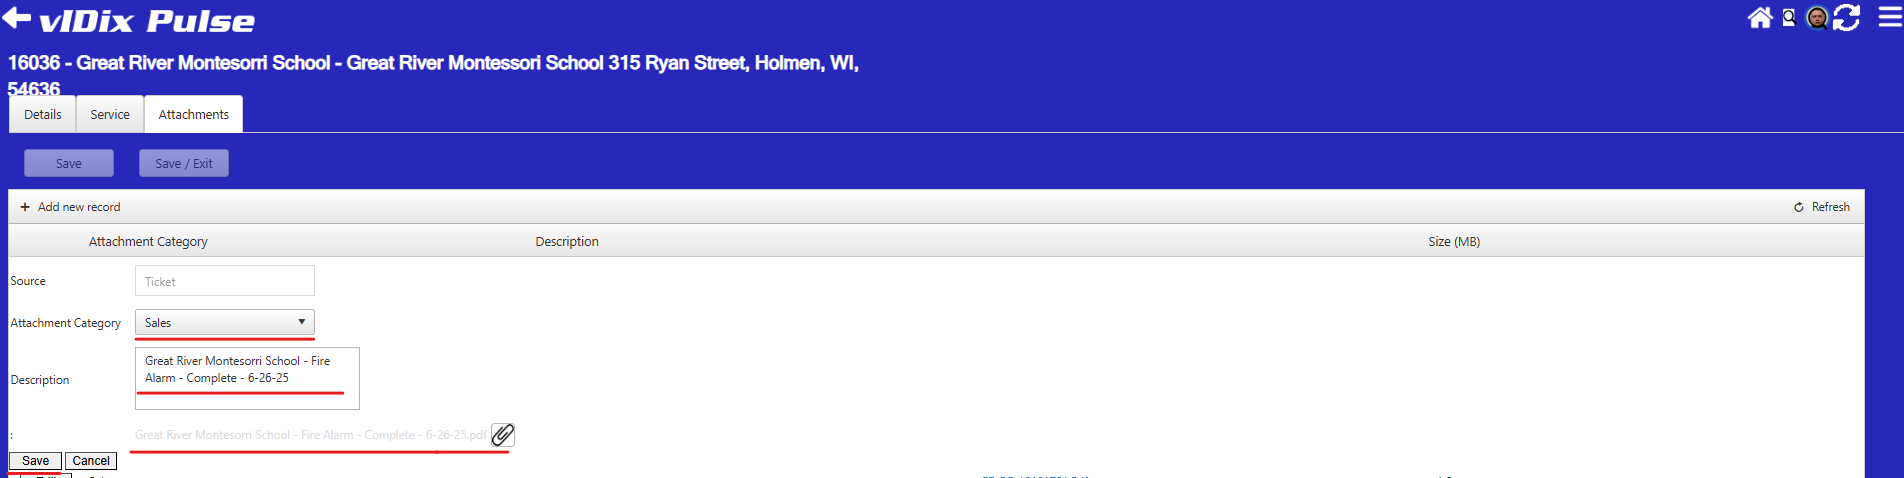 vIDix Pulse
16036 - Great River Montesorri School - Great River Montessori School 315 Ryan Street, Holmen, WI,
54636
Details Service Attachments
Save Save / Exit
+ Add new record Refresh
Attachment Category Description Size (MB)
Source Ticket
Attachment Category Sales
Description Great River Montesorri School - Fire
Alarm - Complete - 6-26-25
: Great River Montesorri School - Fire Alarm - Complete - 6-26-25.pdf
Save Cancel